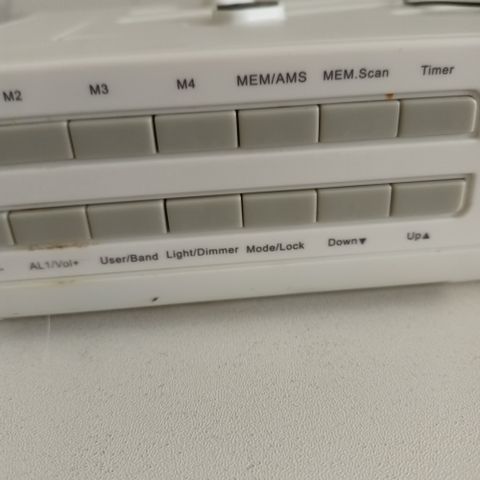 M2 M3 M4 MEM/AMS MEM.Scan Timer
- AL1/Vol+ User/Band Light/Dimmer Mode/Lock Down▼ Up▲